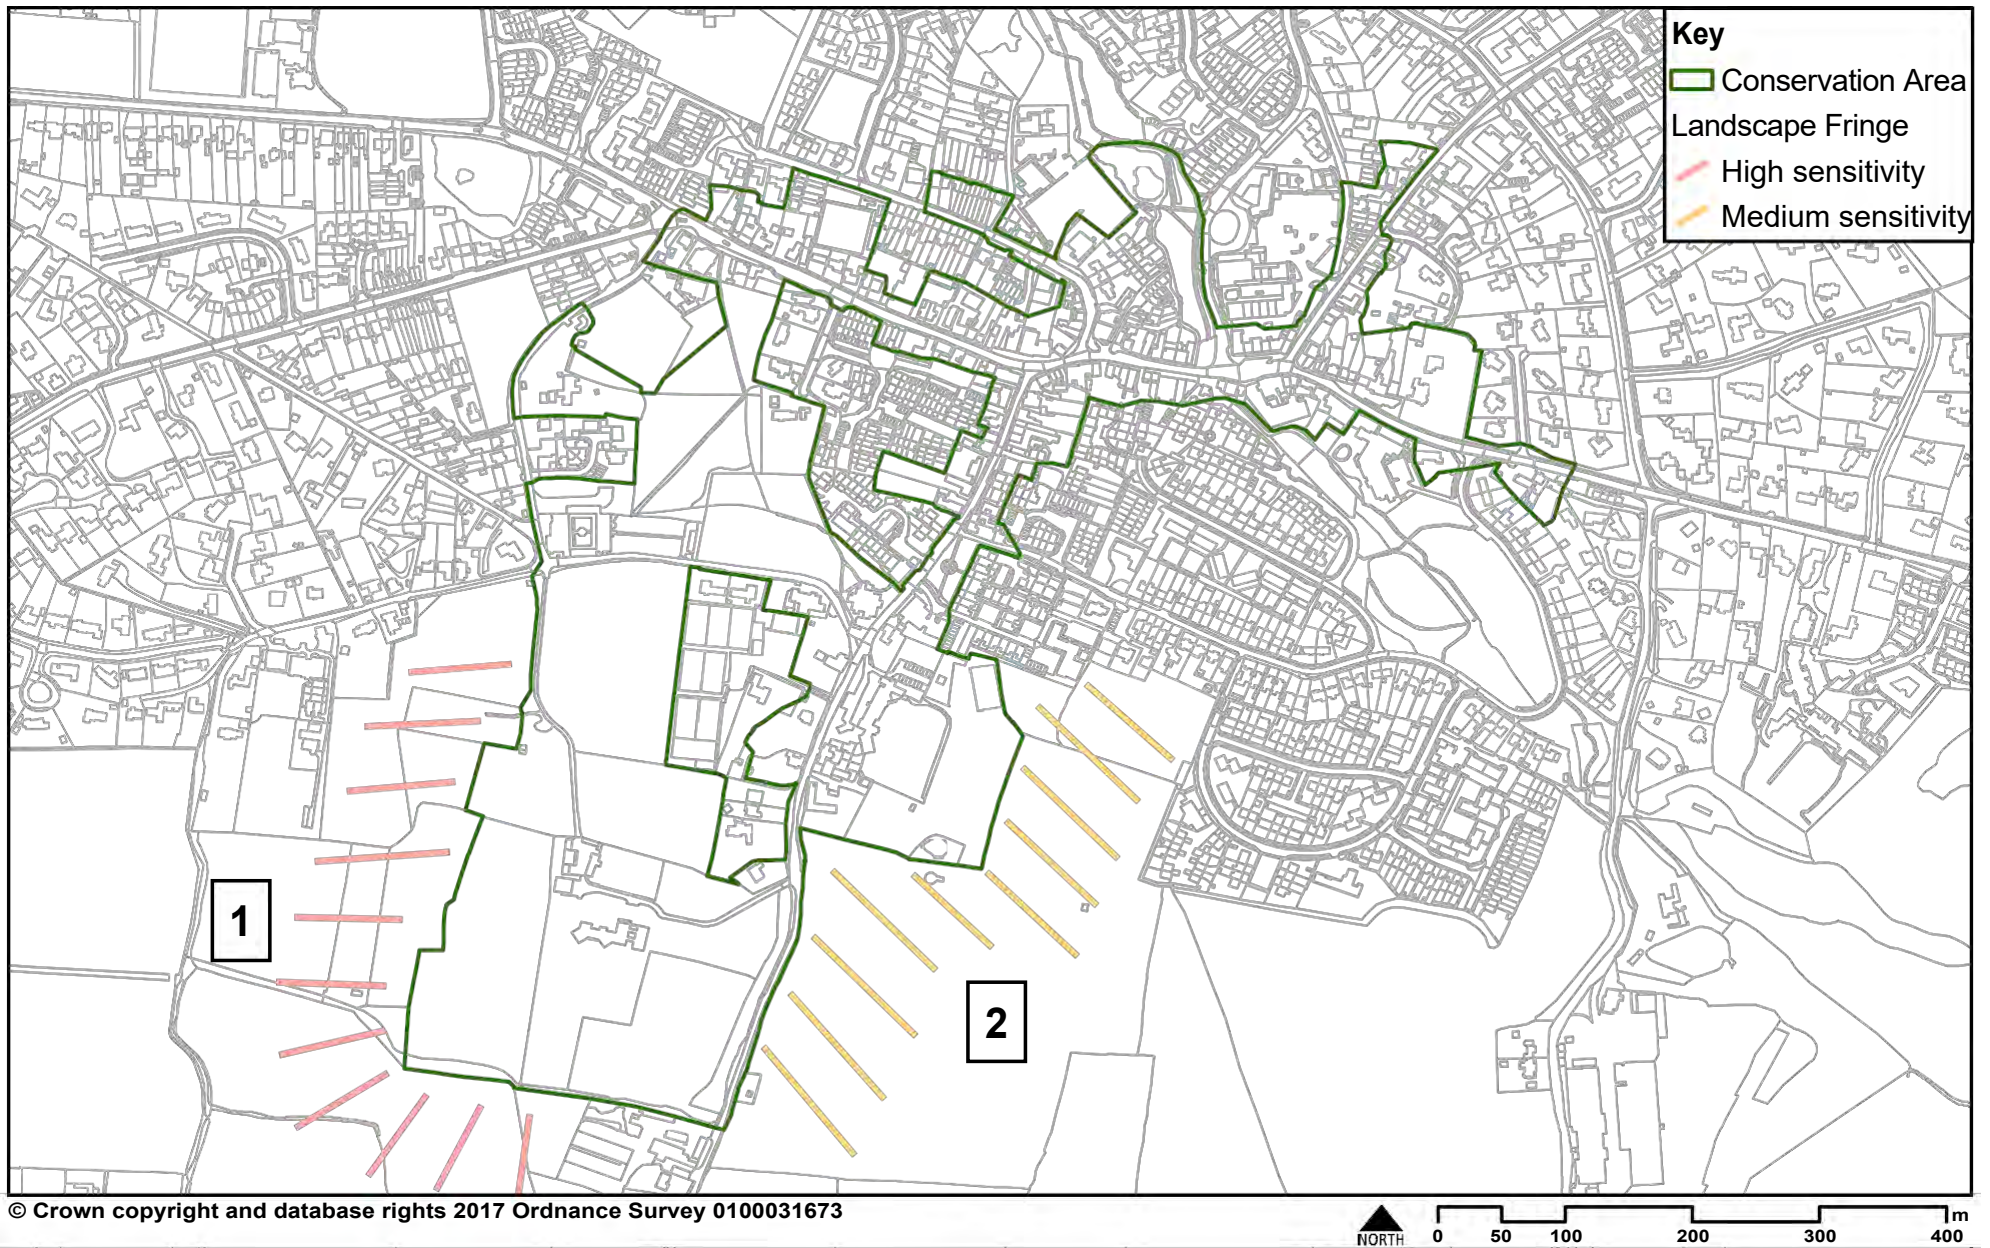 Key
Conservation Area
Landscape Fringe
High sensitivity
Medium sensitivity
1
2
© Crown copyright and database rights 2017 Ordnance Survey 0100031673
NORTH
0 50 100 200 300 400 m